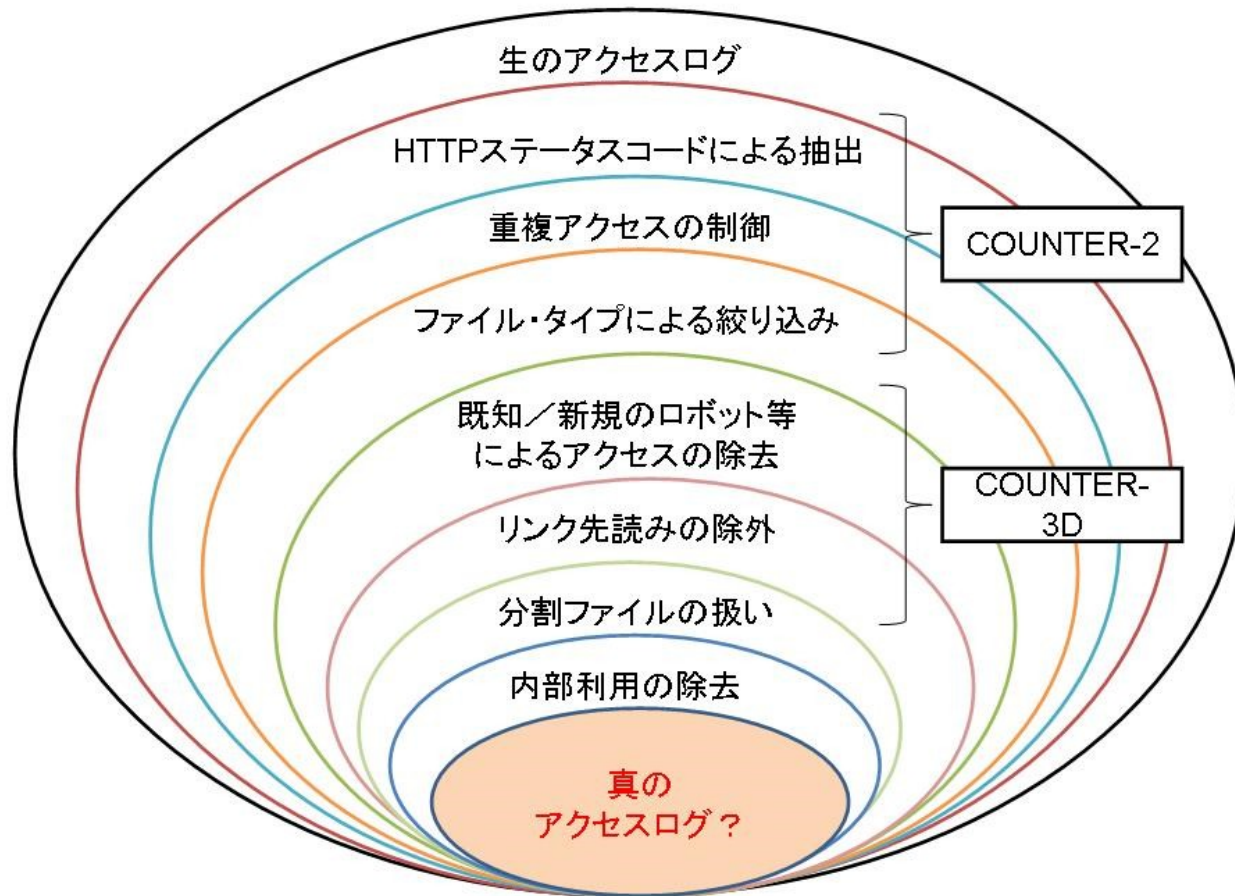 生のアクセスログ
HTTPステータスコードによる抽出
重複アクセスの制御
COUNTER-2
ファイル・タイプによる絞り込み
既知／新規のロボット等
によるアクセスの除去
COUNTER-
3D
リンク先読みの除外
分割ファイルの扱い
内部利用の除去
真の
アクセスログ？